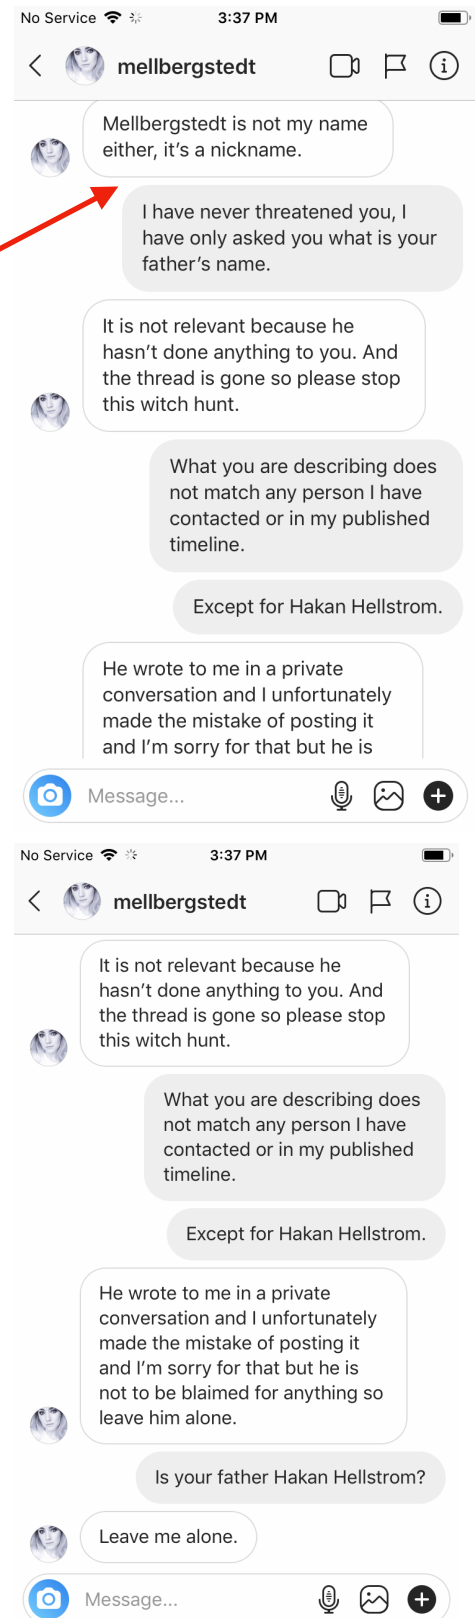 No Service 3:37 PM
mellbergstedt
Mellbergstedt is not my name
either, it's a nickname.
I have never threatened you, I
have only asked you what is your
father's name.
It is not relevant because he
hasn't done anything to you. And
the thread is gone so please stop
this witch hunt.
What you are describing does
not match any person I have
contacted or in my published
timeline.
Except for Hakan Hellstrom.
He wrote to me in a private
conversation and I unfortunately
made the mistake of posting it
and I'm sorry for that but he is
Message...
No Service 3:37 PM
mellbergstedt
It is not relevant because he
hasn't done anything to you. And
the thread is gone so please stop
this witch hunt.
What you are describing does
not match any person I have
contacted or in my published
timeline.
Except for Hakan Hellstrom.
He wrote to me in a private
conversation and I unfortunately
made the mistake of posting it
and I'm sorry for that but he is
not to be blamed for anything so
leave him alone.
Is your father Hakan Hellstrom?
Leave me alone.
Message...